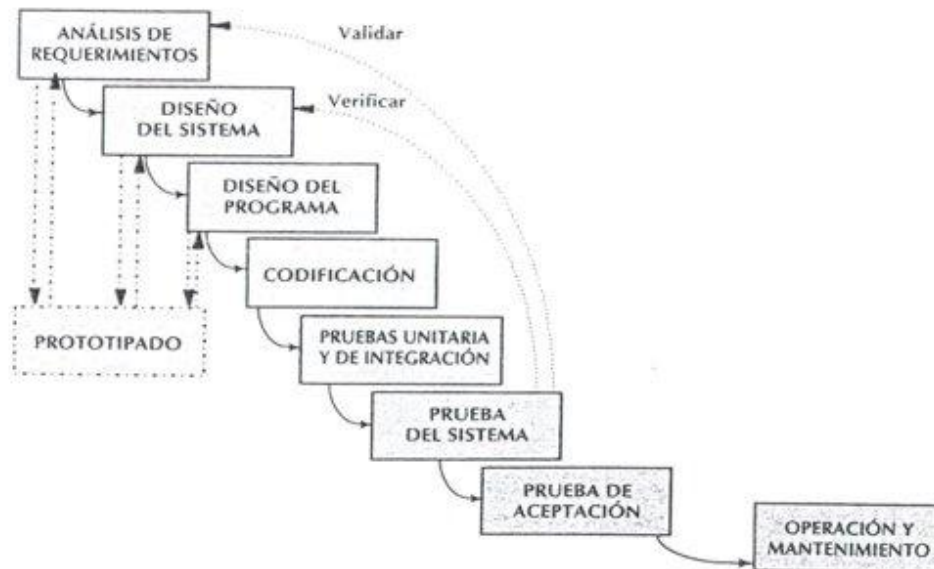 ANÁLISIS DE
REQUERIMIENTOS
Validar
DISEÑO
DEL SISTEMA
Verificar
DISEÑO DEL
PROGRAMA
CODIFICACIÓN
PROTOTIPADO
PRUEBAS UNITARIA
Y DE INTEGRACIÓN
PRUEBA
DEL SISTEMA
PRUEBA DE
ACEPTACIÓN
OPERACIÓN Y
MANTENIMIENTO